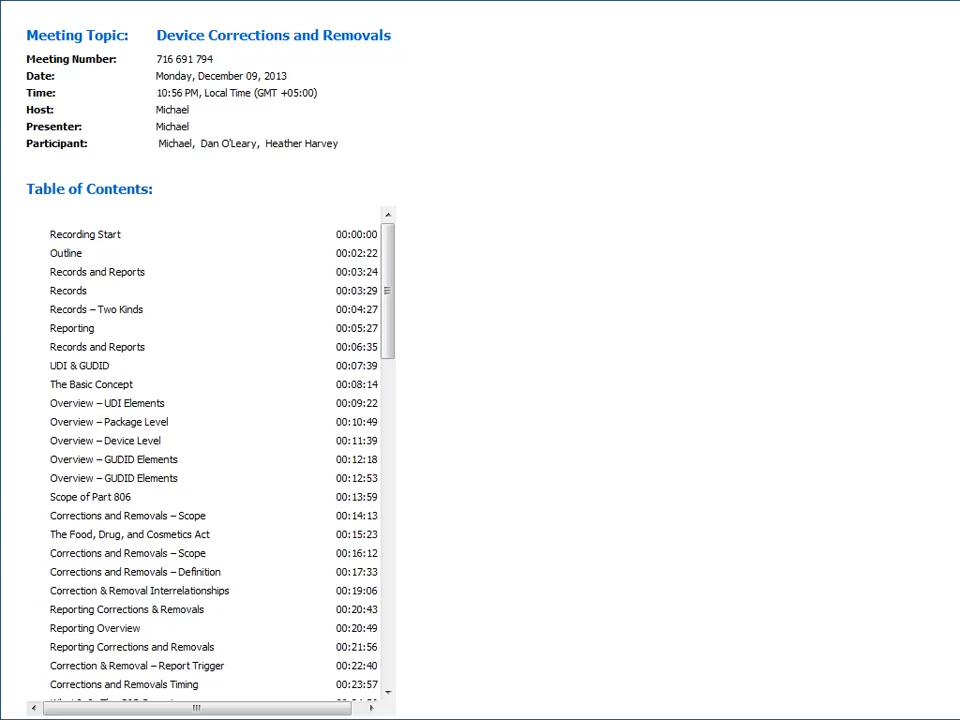 Meeting Topic: Device Corrections and Removals
Meeting Number: 716 691 794
Date: Monday, December 09, 2013
Time: 10:56 PM, Local Time (GMT +05:00)
Host: Michael
Presenter: Michael
Participant: Michael, Dan O'Leary, Heather Harvey
Table of Contents:
Recording Start 00:00:00
Outline 00:02:22
Records and Reports 00:03:24
Records 00:03:29
Records – Two Kinds 00:04:27
Reporting 00:05:27
Records and Reports 00:06:35
UDI & GUDID 00:07:39
The Basic Concept 00:08:14
Overview – UDI Elements 00:09:22
Overview – Package Level 00:10:49
Overview – Device Level 00:11:39
Overview – GUDID Elements 00:12:18
Overview – GUDID Elements 00:12:53
Scope of Part 806 00:13:59
Corrections and Removals – Scope 00:14:13
The Food, Drug, and Cosmetics Act 00:15:23
Corrections and Removals – Scope 00:16:12
Corrections and Removals – Definition 00:17:33
Correction & Removal Interrelationships 00:19:06
Reporting Corrections & Removals 00:20:43
Reporting Overview 00:20:49
Reporting Corrections and Removals 00:21:56
Correction & Removal – Report Trigger 00:22:40
Corrections and Removals Timing 00:23:57